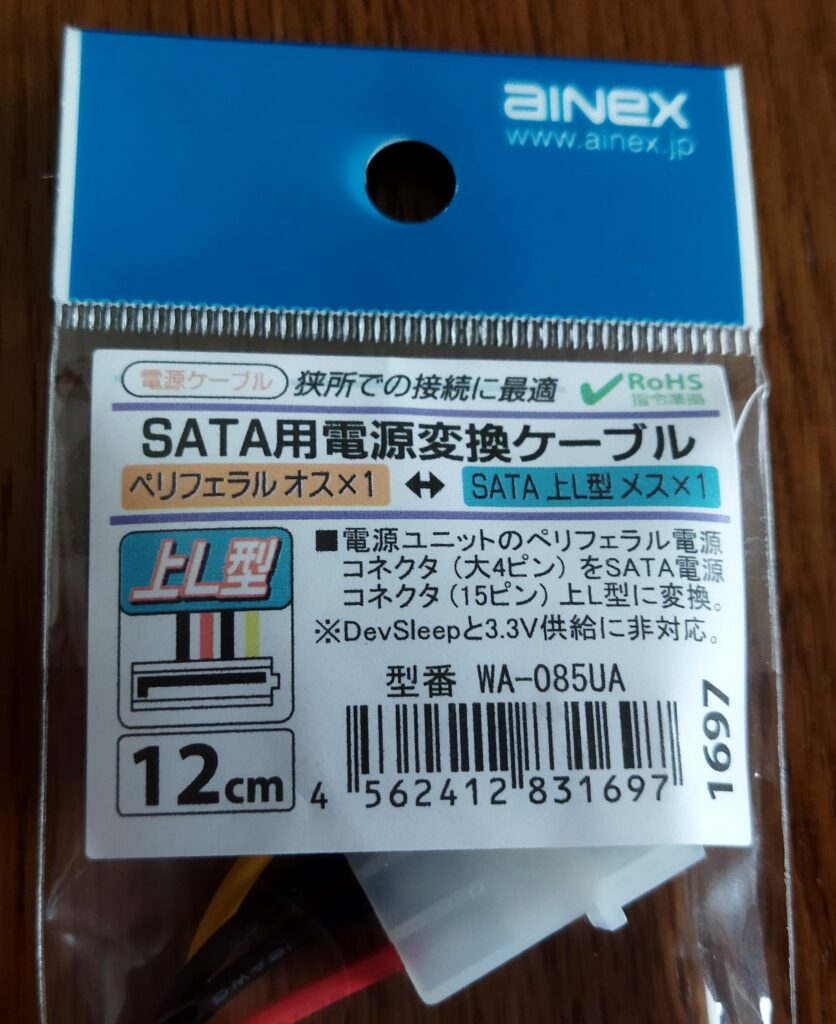 aiNex
www.ainex.jp
電源ケーブル 狭所での接続に最適 RoHS
指令準拠
SATA用電源変換ケーブル
ペリフェラル オス×1 ↔ SATA 上L型 メス×1
上L型
■電源ユニットのペリフェラル電源
コネクタ(大4ピン)をSATA電源
コネクタ(15ピン)上L型に変換。
※DevSleepと3.3V供給に非対応。
型番 WA-085UA
12cm
4 562412 831697
1697
18AWG